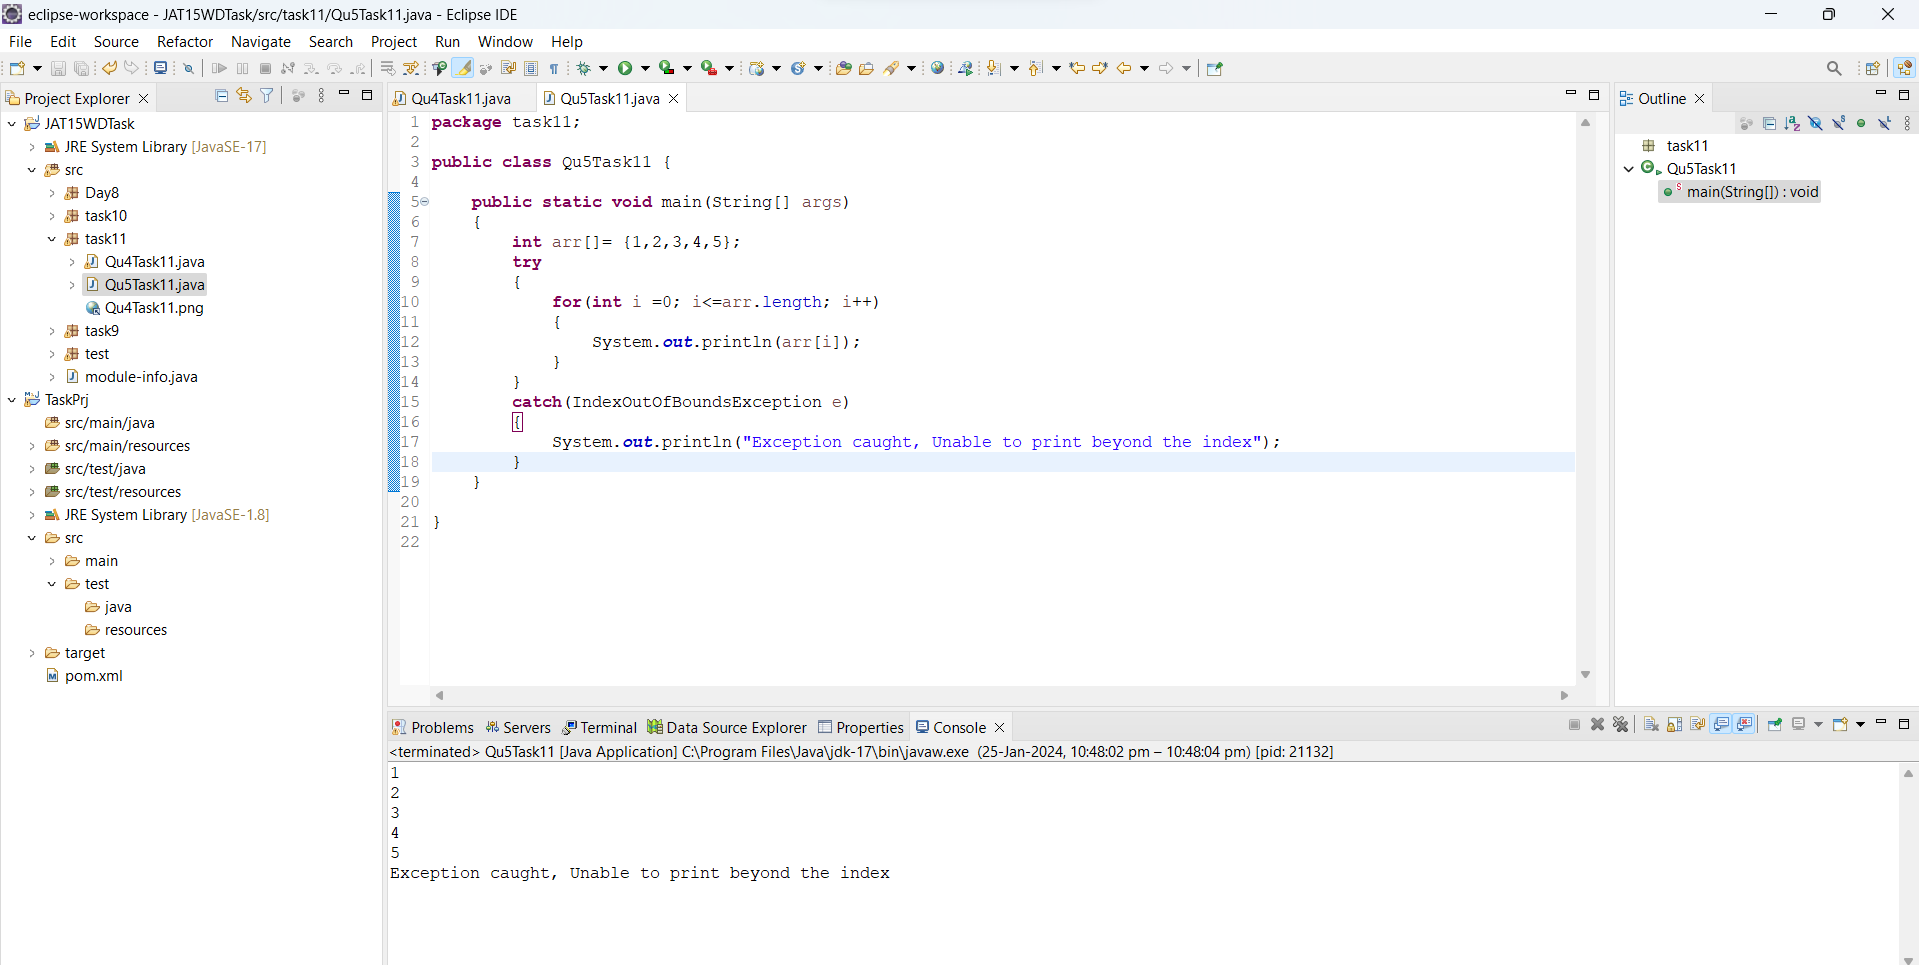 eclipse-workspace - JAT15WDTask/src/task11/Qu5Task11.java - Eclipse IDE
File Edit Source Refactor Navigate Search Project Run Window Help
Project Explorer
JAT15WDTask
JRE System Library [JavaSE-17]
src
Day8
task10
task11
Qu4Task11.java
Qu5Task11.java
Qu4Task11.png
task9
test
module-info.java
TaskPrj
src/main/java
src/main/resources
src/test/java
src/test/resources
JRE System Library [JavaSE-1.8]
src
main
test
java
resources
target
pom.xml
Qu4Task11.java Qu5Task11.java
1 package task11;
2
3 public class Qu5Task11 {
4
5 public static void main(String[] args)
6 {
7 int arr[]= {1,2,3,4,5};
8 try
9 {
10 for(int i =0; i<=arr.length; i++)
11 {
12 System.out.println(arr[i]);
13 }
14 }
15 catch(IndexOutOfBoundsException e)
16 {
17 System.out.println("Exception caught, Unable to print beyond the index");
18 }
19 }
20
21 }
22
Outline
task11
Qu5Task11
main(String[]) : void
Problems Servers Terminal Data Source Explorer Properties Console
<terminated> Qu5Task11 [Java Application] C:\Program Files\Java\jdk-17\bin\javaw.exe (25-Jan-2024, 10:48:02 pm – 10:48:04 pm) [pid: 21132]
1
2
3
4
5
Exception caught, Unable to print beyond the index